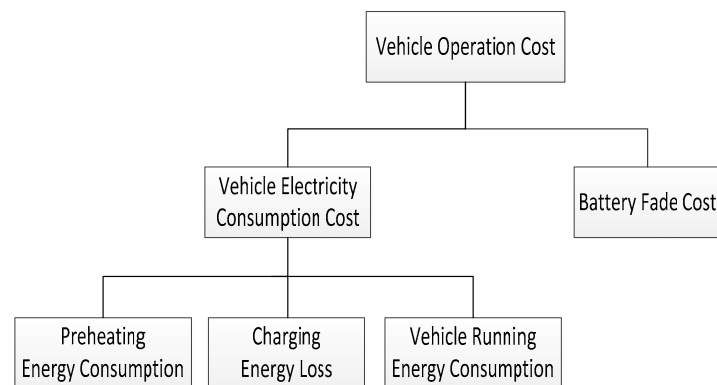 Vehicle Operation Cost
Vehicle Electricity
Consumption Cost
Battery Fade Cost
Preheating
Energy Consumption
Charging
Energy Loss
Vehicle Running
Energy Consumption